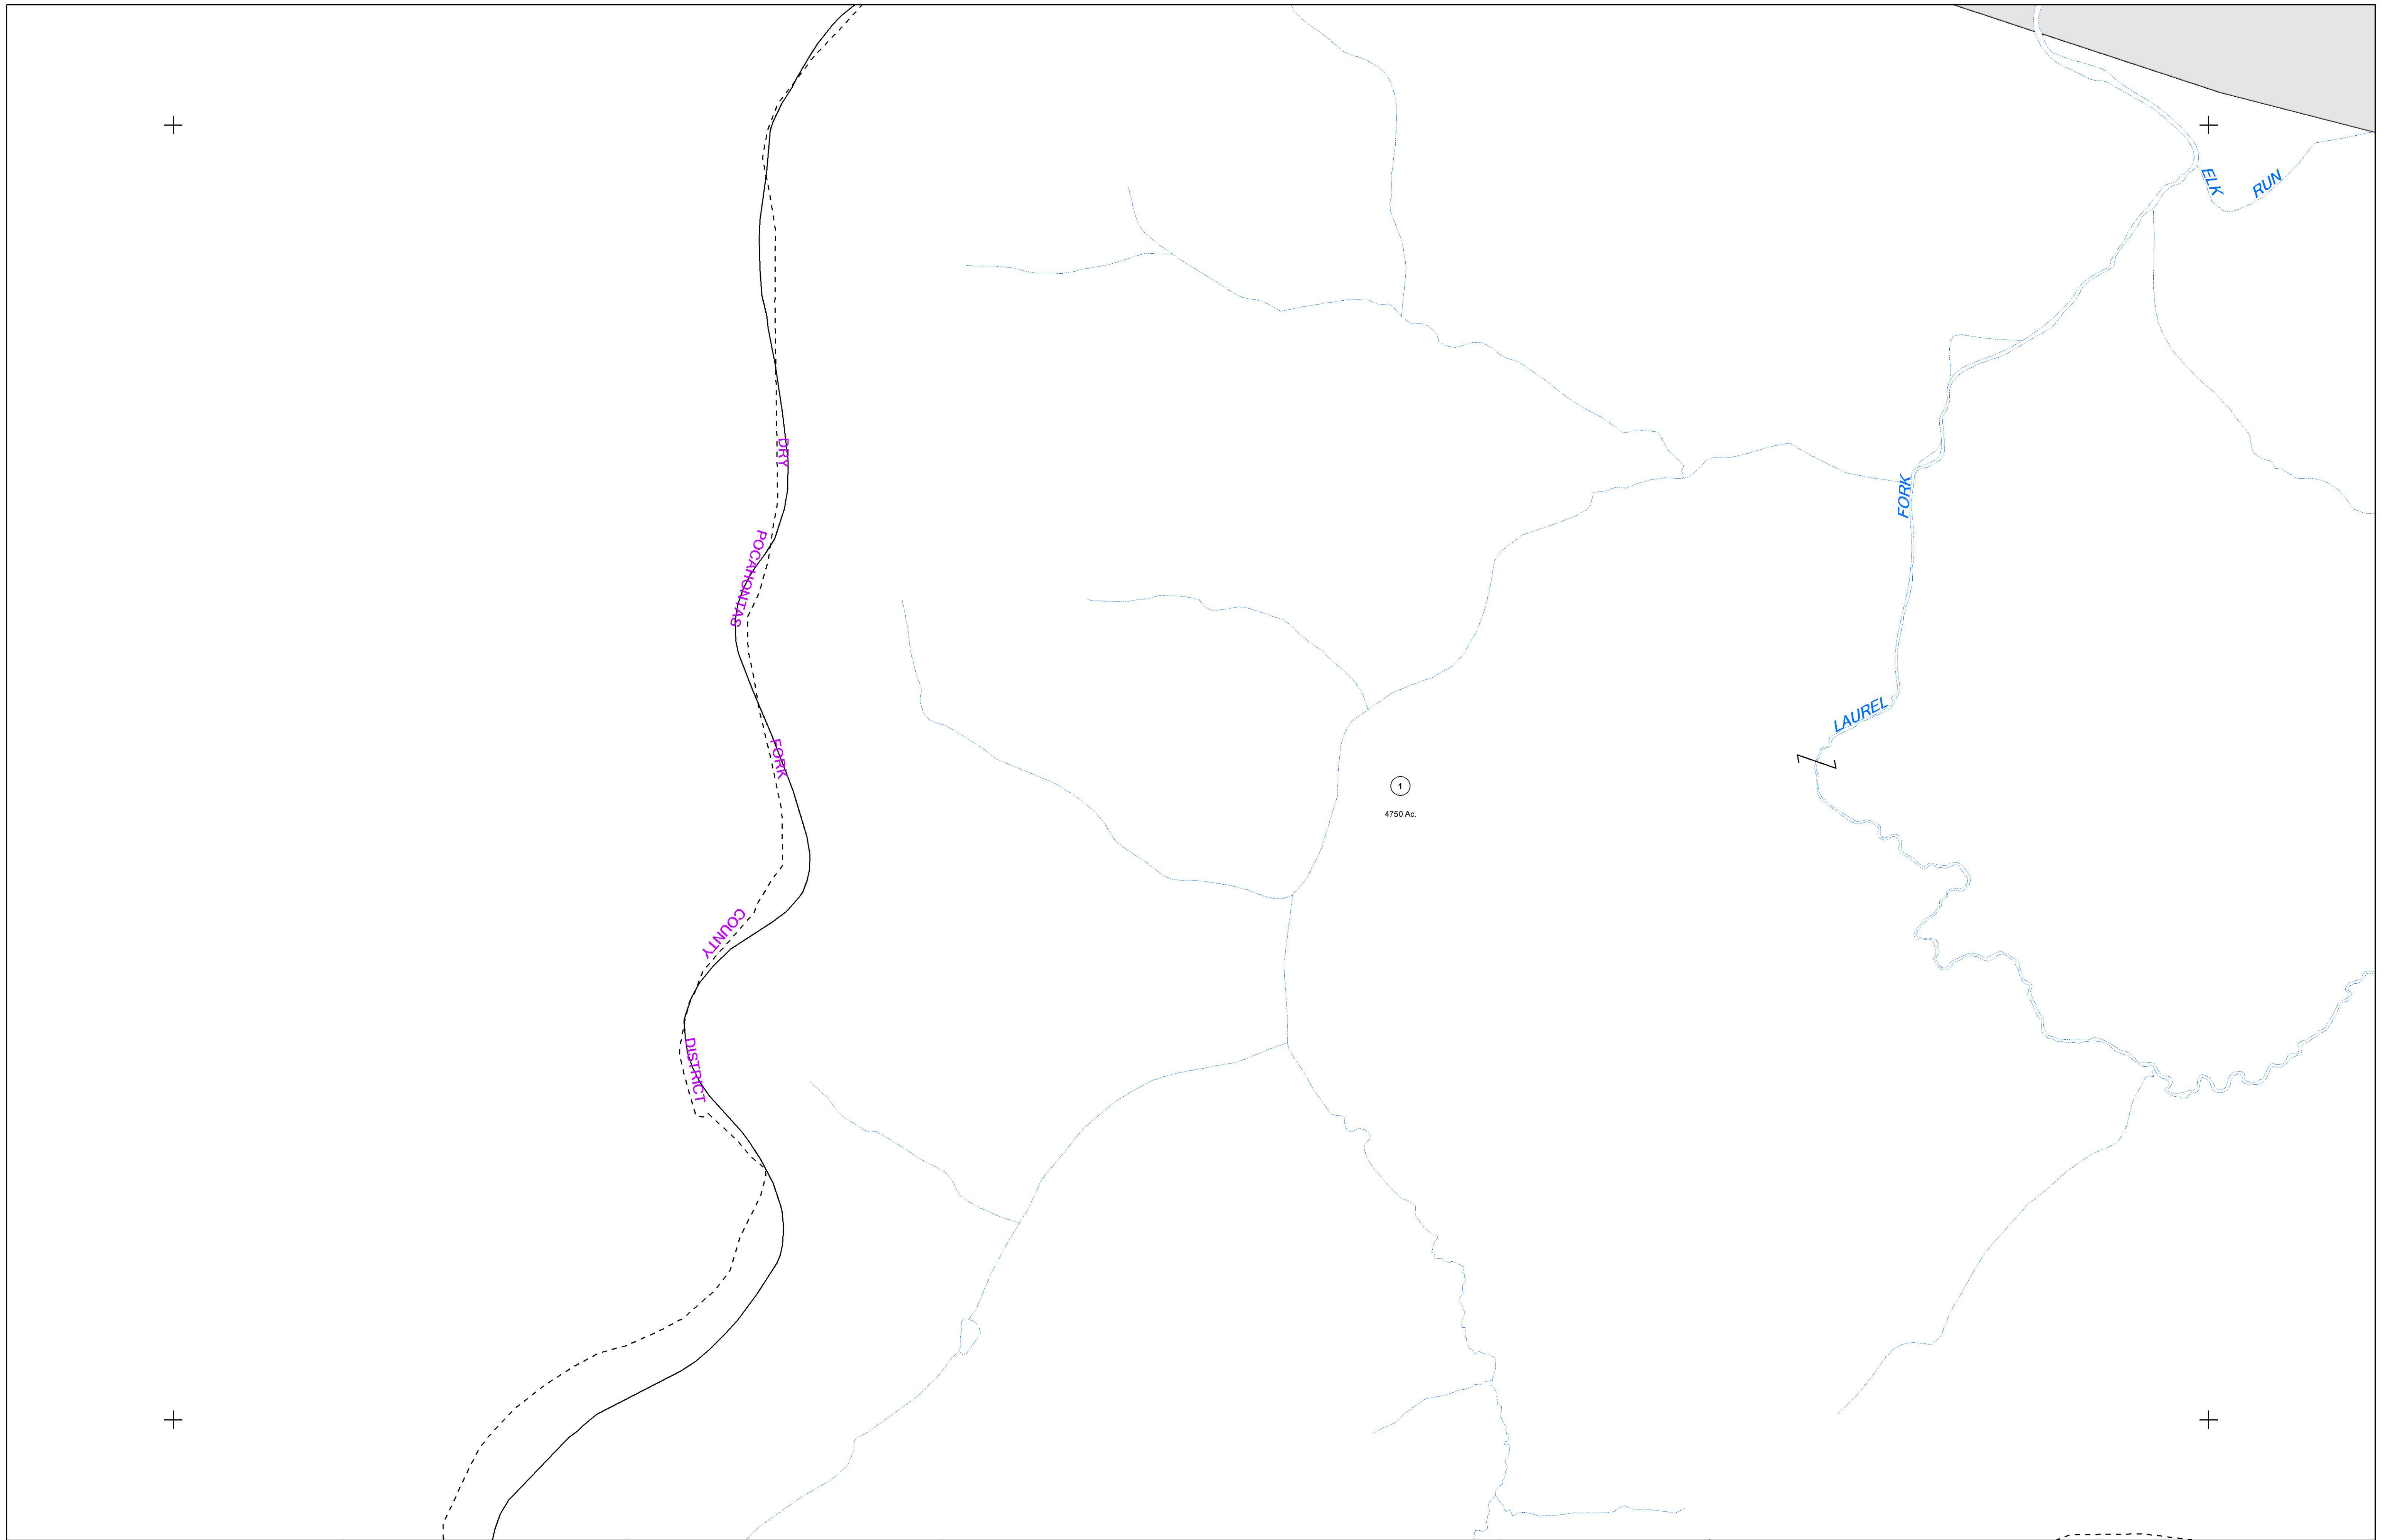 ELK RUN
DRY
FORK
POCAHONTAS
LAUREL
FORK
1
4750 Ac.
COUNTY
DISTRICT